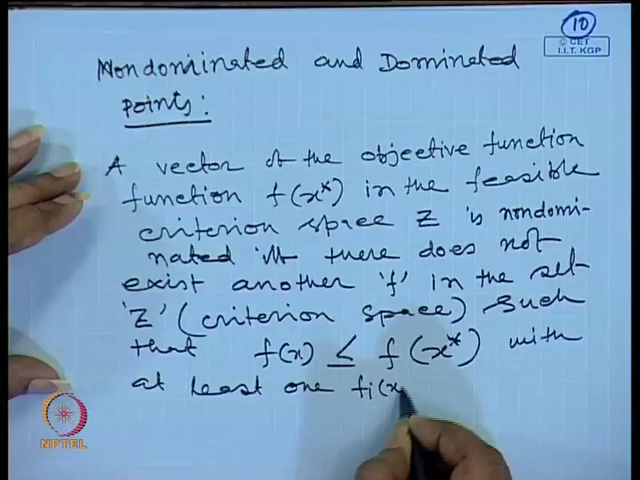 10
© CET
I.I.T. KGP
Nondominated and Dominated
points:
A vector of the objective function
function f(x*) in the feasible
criterion space Z is nondomi-
nated iff there does not
exist another 'f' in the set
'Z' (criterion space) such
that f(x) ≤ f(x*) with
at least one fi(x
NPTEL